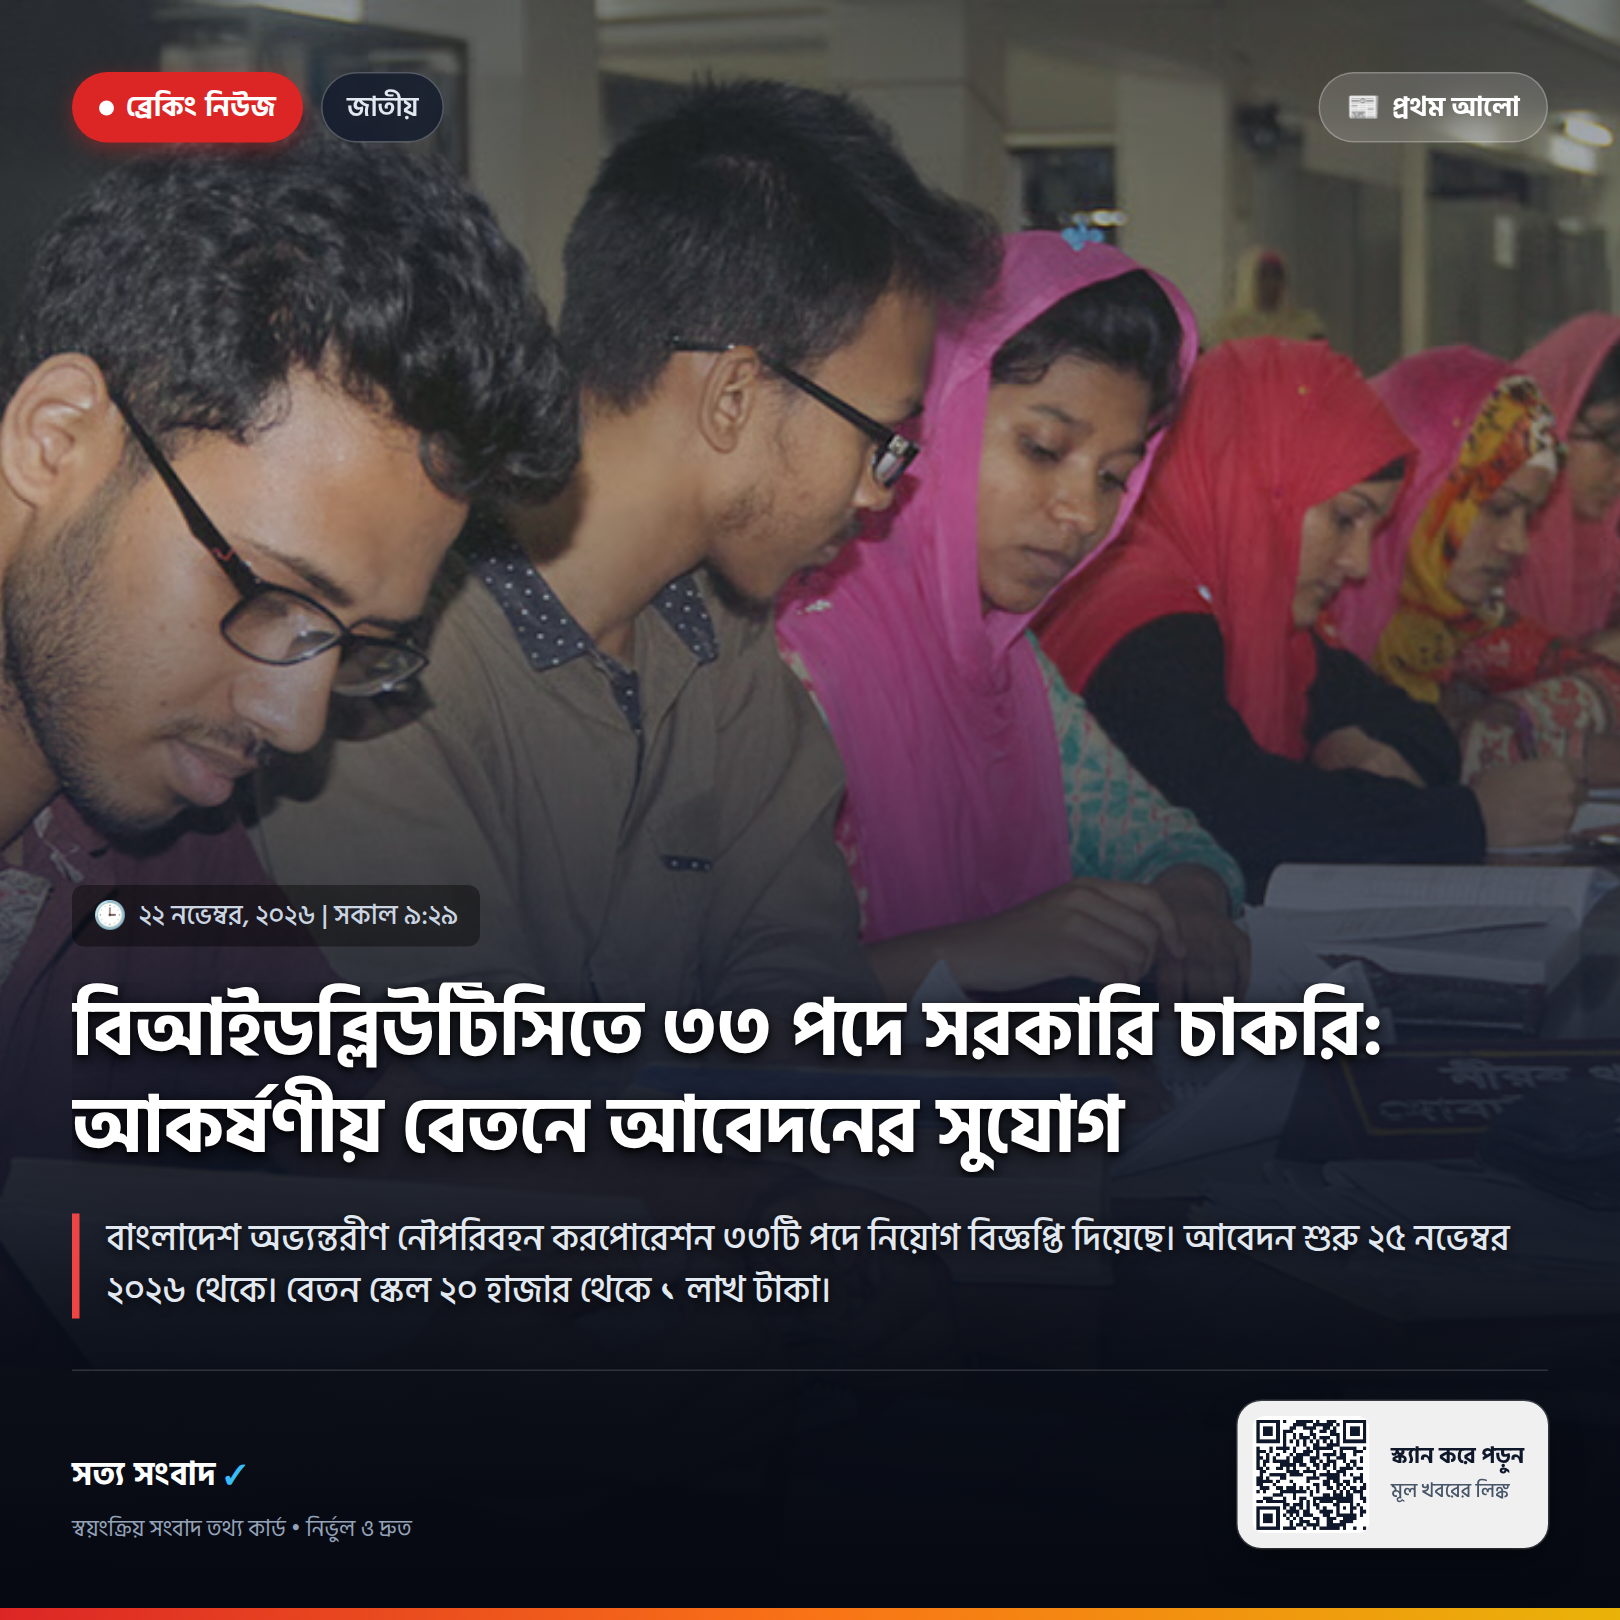 ব্রেকিং নিউজ
জাতীয়
প্রথম আলো
২২ নভেম্বর, ২০২৬ | সকাল ৯:২৯
বিআইডব্লিউটিসিতে ৩৩ পদে সরকারি চাকরি:
আকর্ষণীয় বেতনে আবেদনের সুযোগ
বাংলাদেশ অভ্যন্তরীণ নৌপরিবহন করপোরেশন ৩৩টি পদে নিয়োগ বিজ্ঞপ্তি দিয়েছে। আবেদন শুরু ২৫ নভেম্বর
২০২৬ থেকে। বেতন স্কেল ২০ হাজার থেকে ১ লাখ টাকা।
সত্য সংবাদ ✓
স্বয়ংক্রিয় সংবাদ তথ্য কার্ড • নির্ভুল ও দ্রুত
স্ক্যান করে পড়ুন
মূল খবরের লিঙ্ক